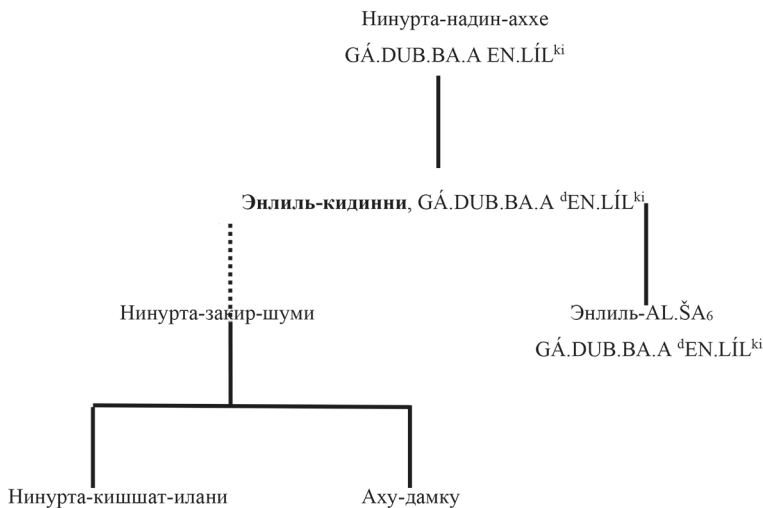 Нинурта-надин-аххе
GÁ.DUB.BA.A EN.LÍLᵏⁱ
Энлиль-кидинни, GÁ.DUB.BA.A ᵈEN.LÍLᵏⁱ
Нинурта-закир-шуми
Энлиль-AL.ŠA₆
GÁ.DUB.BA.A ᵈEN.LÍLᵏⁱ
Нинурта-кишшат-илани
Аху-дамку